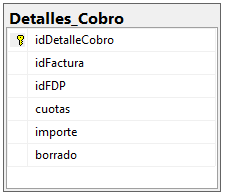 Detalles_Cobro
idDetalleCobro
idFactura
idFDP
cuotas
importe
borrado